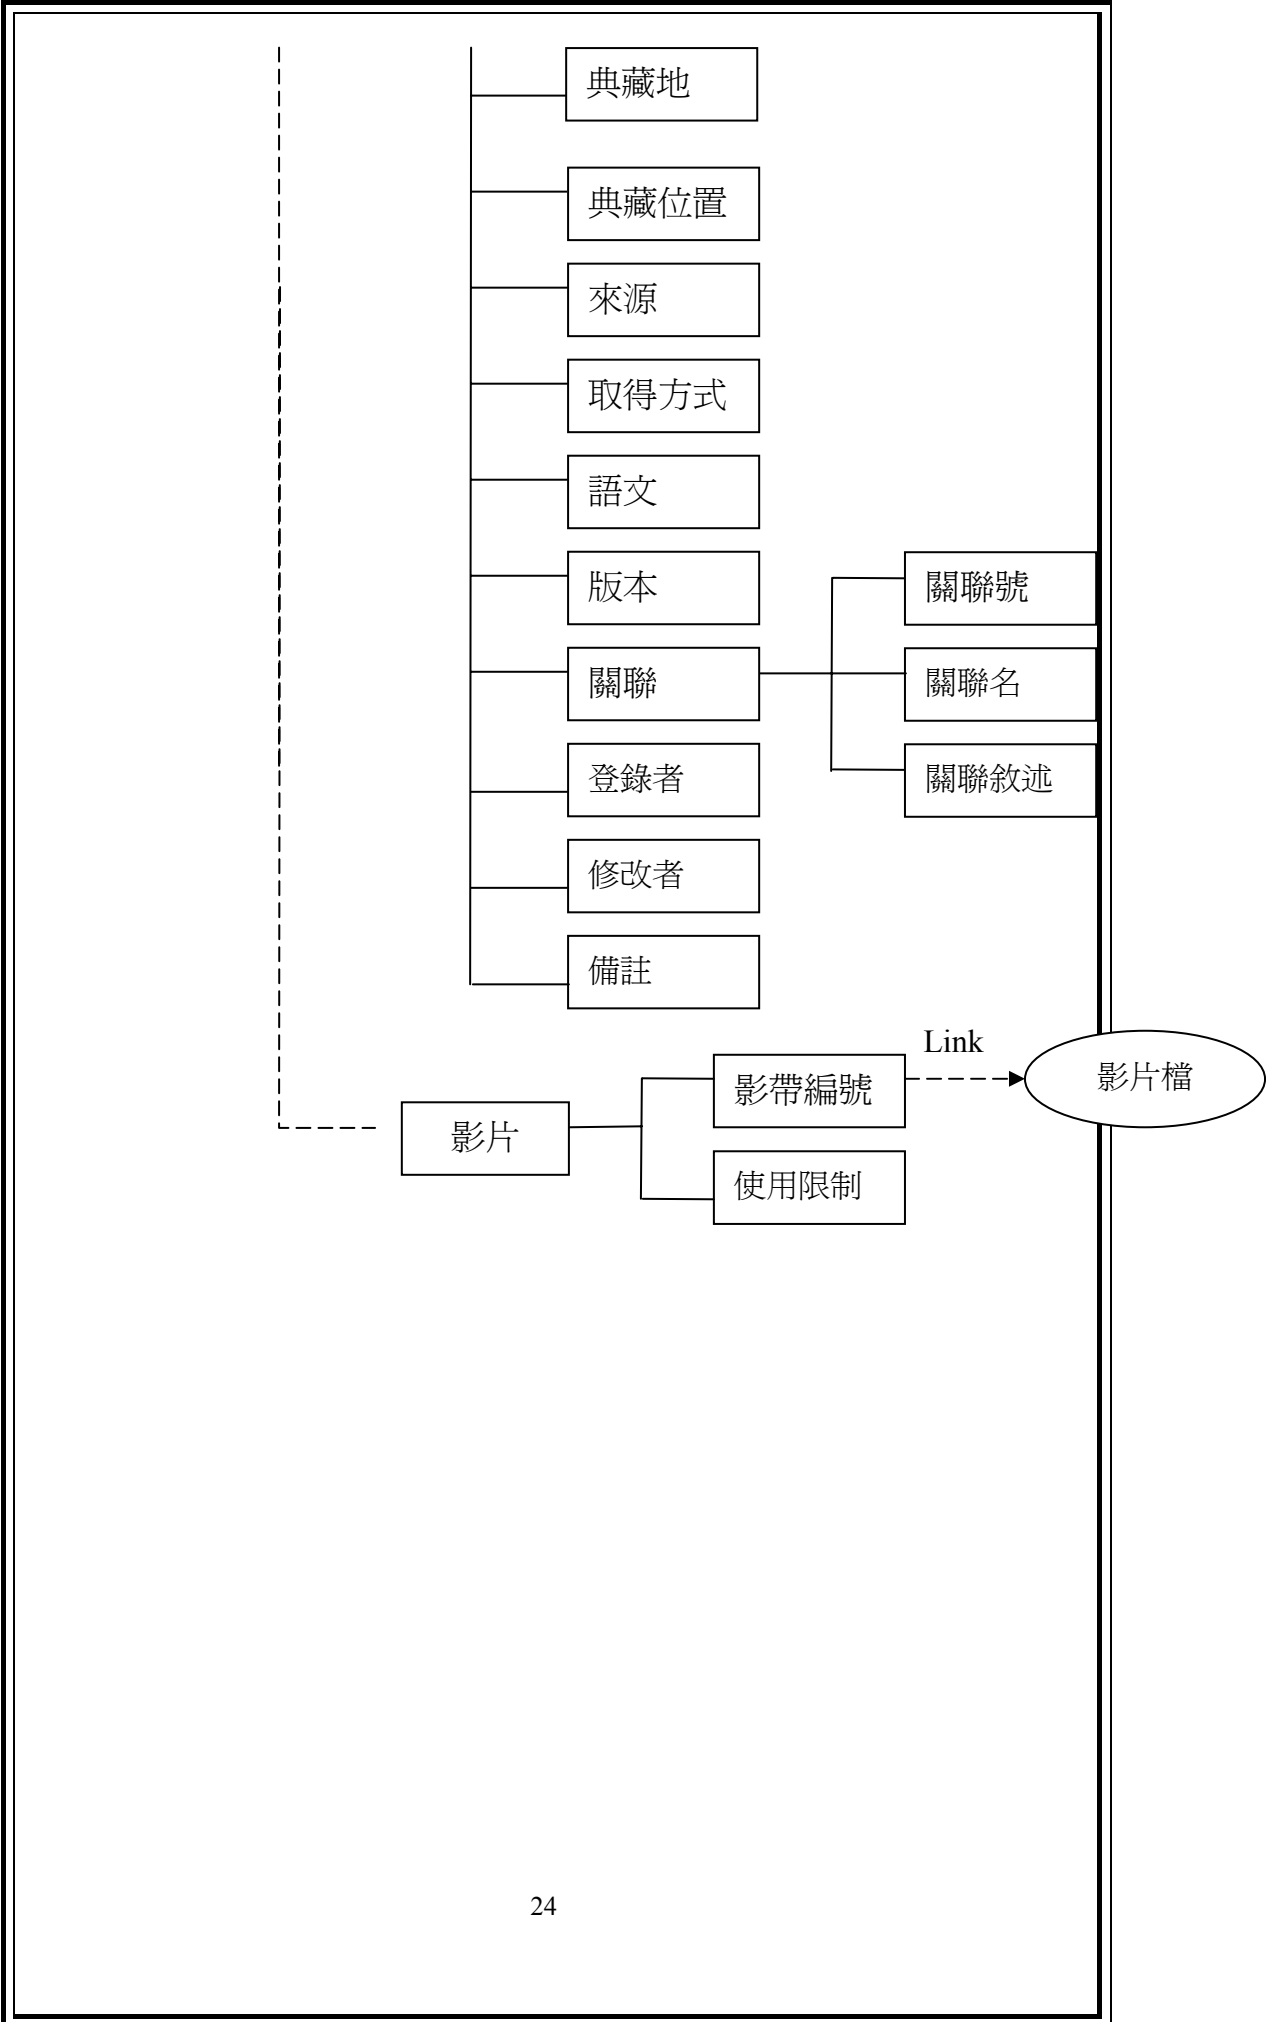 典藏地
典藏位置
來源
取得方式
語文
版本
關聯號
關聯
關聯名
登錄者
關聯敘述
修改者
備註
Link
影帶編號
影片檔
影片
使用限制
24